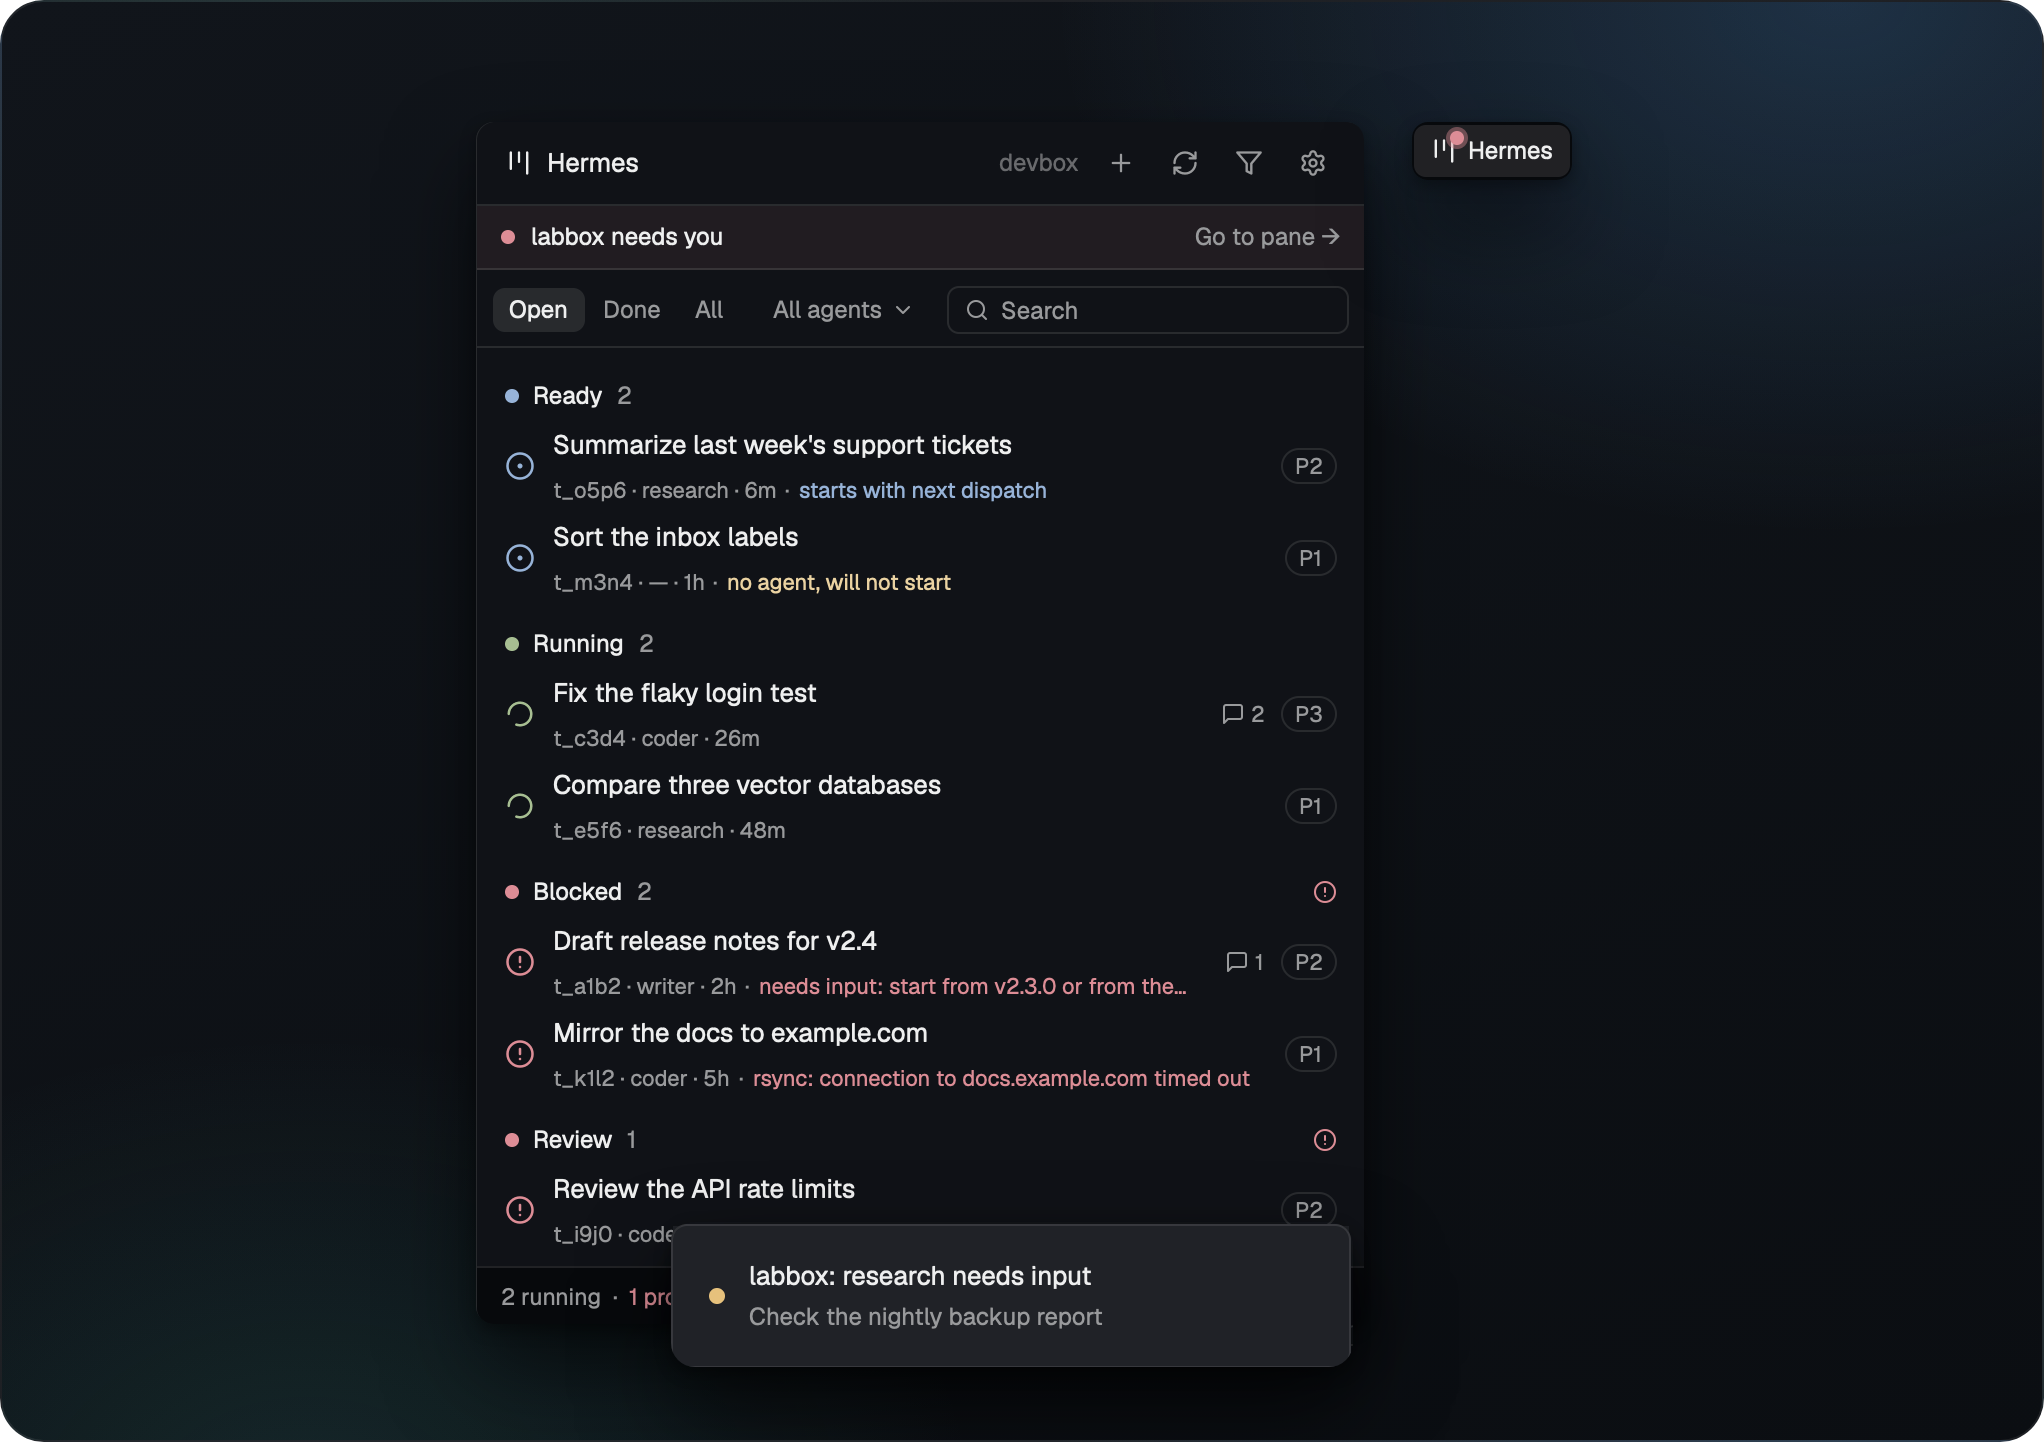 Hermes
devbox
Hermes
labbox needs you
Go to pane →
Open
Done
All
All agents
Search
Ready 2
Summarize last week's support tickets
P2
t_o5p6 · research · 6m · starts with next dispatch
Sort the inbox labels
P1
t_m3n4 · — · 1h · no agent, will not start
Running 2
Fix the flaky login test
2 P3
t_c3d4 · coder · 26m
Compare three vector databases
P1
t_e5f6 · research · 48m
Blocked 2
Draft release notes for v2.4
1 P2
t_a1b2 · writer · 2h · needs input: start from v2.3.0 or from the…
Mirror the docs to example.com
P1
t_k1l2 · coder · 5h · rsync: connection to docs.example.com timed out
Review 1
Review the API rate limits
P2
t_i9j0 ·
2 running · 1
labbox: research needs input
Check the nightly backup report